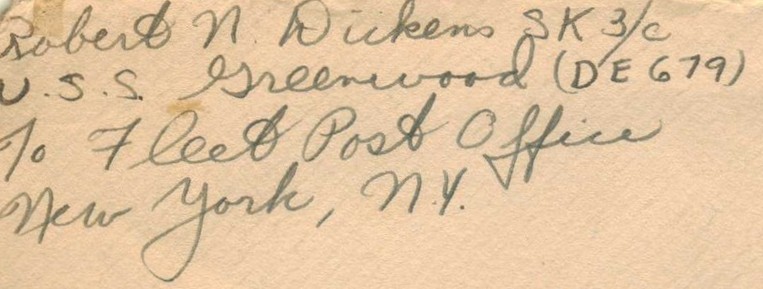 Robert N. Dickens SK 3/c
U.S.S. Greenwood (DE 679)
℅ Fleet Post Office
New York, N.Y.